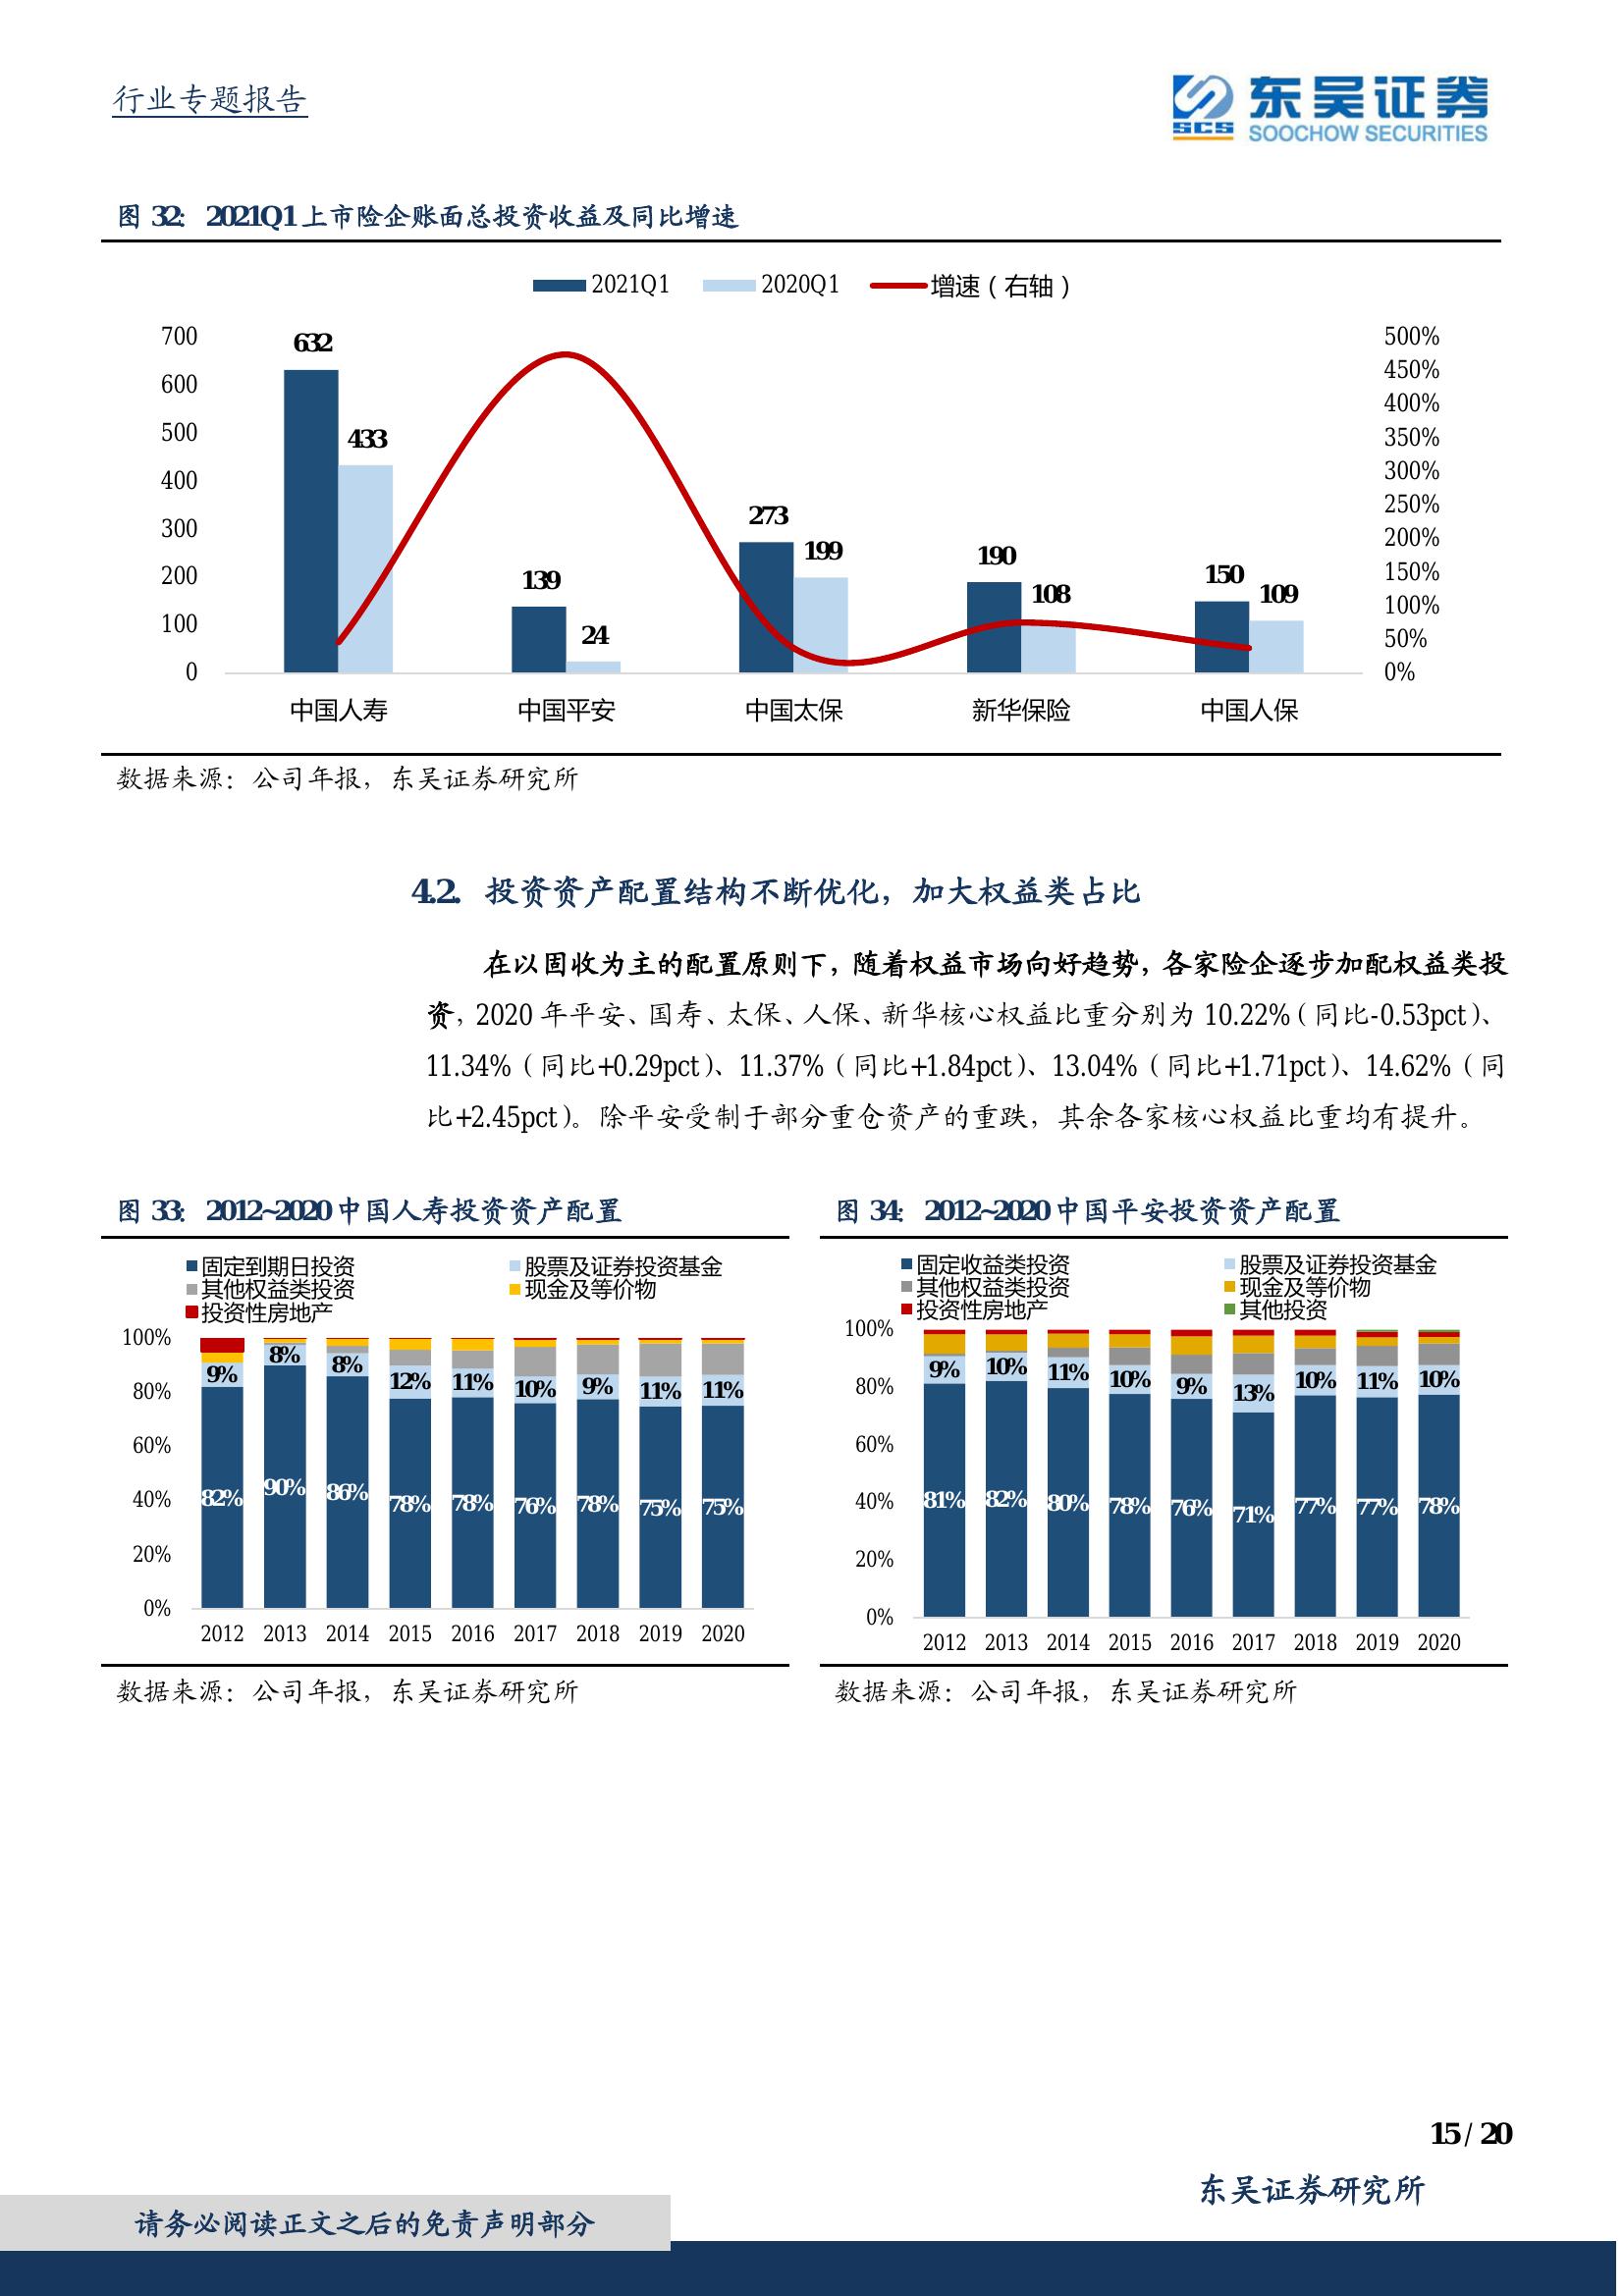 行业专题报告
东吴证券
SCS
SOOCHOW SECURITIES
图 32: 2021Q1 上市险企账面总投资收益及同比增速
2021Q1 2020Q1 增速（右轴）
700 632 500%
600 450%
500 433 400%
400 350%
300 273 300%
200 139 199 190 250%
100 24 108 150 109 200%
0 150%
100%
50%
0%
中国人寿 中国平安 中国太保 新华保险 中国人保
数据来源：公司年报，东吴证券研究所
4.2. 投资资产配置结构不断优化，加大权益类占比
在以固收为主的配置原则下，随着权益市场向好趋势，各家险企逐步加配权益类投
资，2020 年平安、国寿、太保、人保、新华核心权益比重分别为 10.22%（同比-0.53pct）、
11.34%（同比+0.29pct）、11.37%（同比+1.84pct）、13.04%（同比+1.71pct）、14.62%（同
比+2.45pct）。除平安受制于部分重仓资产的重跌，其余各家核心权益比重均有提升。
图 33: 2012~2020 中国人寿投资资产配置
固定到期日投资 股票及证券投资基金
其他权益类投资 现金及等价物
投资性房地产
100%
80%
60%
40%
20%
0%
9% 8% 8% 12% 11% 10% 9% 11% 11%
82% 90% 86% 78% 78% 76% 78% 75% 75%
2012 2013 2014 2015 2016 2017 2018 2019 2020
数据来源：公司年报，东吴证券研究所
图 34: 2012~2020 中国平安投资资产配置
固定收益类投资 股票及证券投资基金
其他权益类投资 现金及等价物
投资性房地产 其他投资
100%
80%
60%
40%
20%
0%
9% 10% 11% 10% 9% 13% 10% 11% 10%
81% 82% 80% 78% 76% 71% 77% 77% 78%
2012 2013 2014 2015 2016 2017 2018 2019 2020
数据来源：公司年报，东吴证券研究所
15 / 20
东吴证券研究所
请务必阅读正文之后的免责声明部分